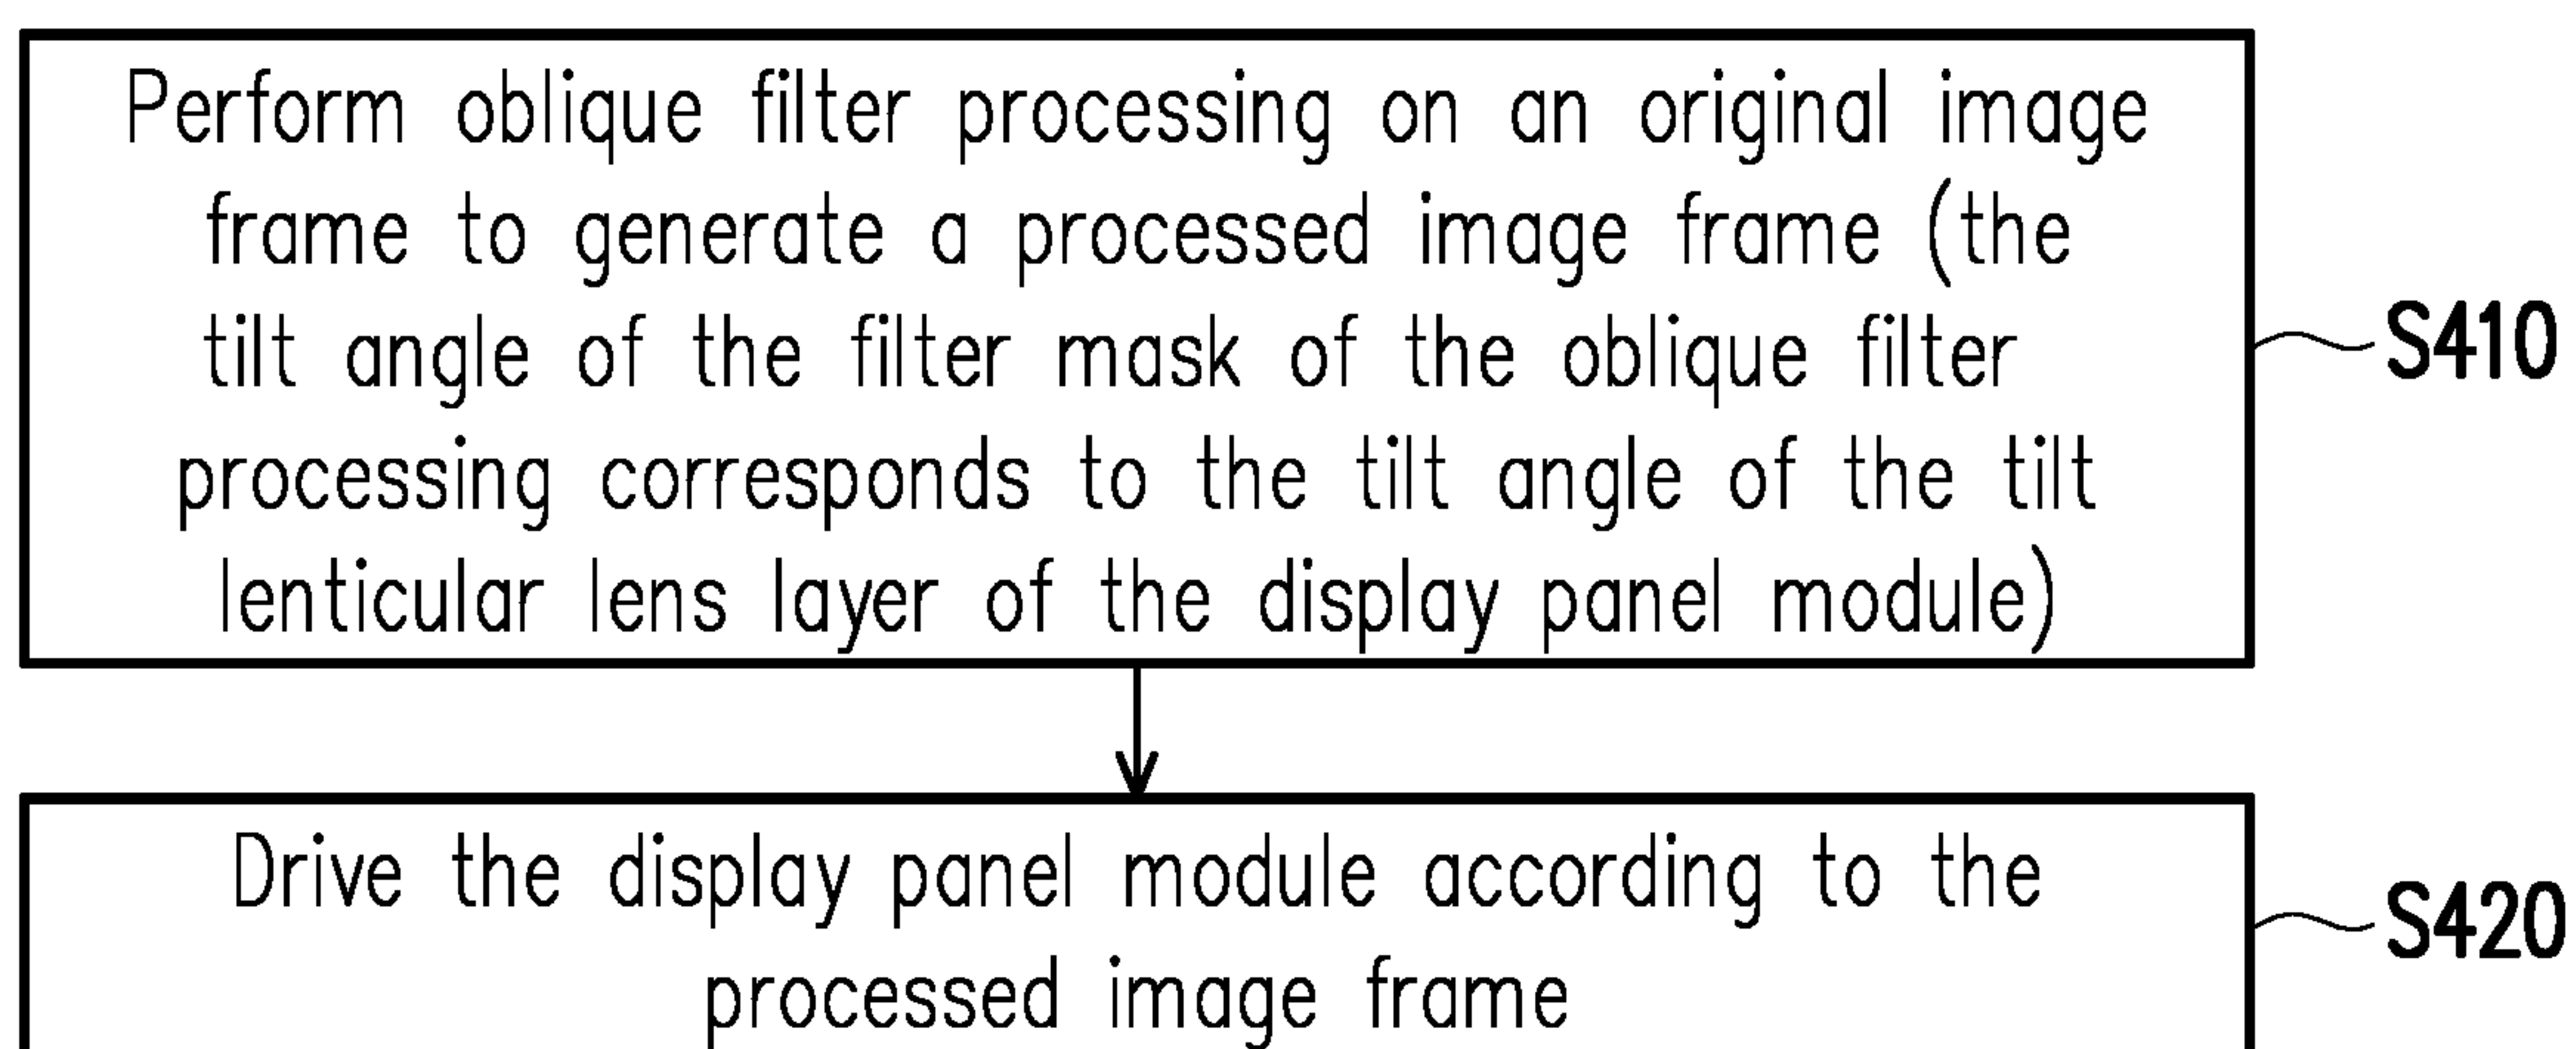 Perform oblique filter processing on an original image
frame to generate a processed image frame (the
tilt angle of the filter mask of the oblique filter
processing corresponds to the tilt angle of the tilt
lenticular lens layer of the display panel module)
S410
Drive the display panel module according to the
processed image frame
S420